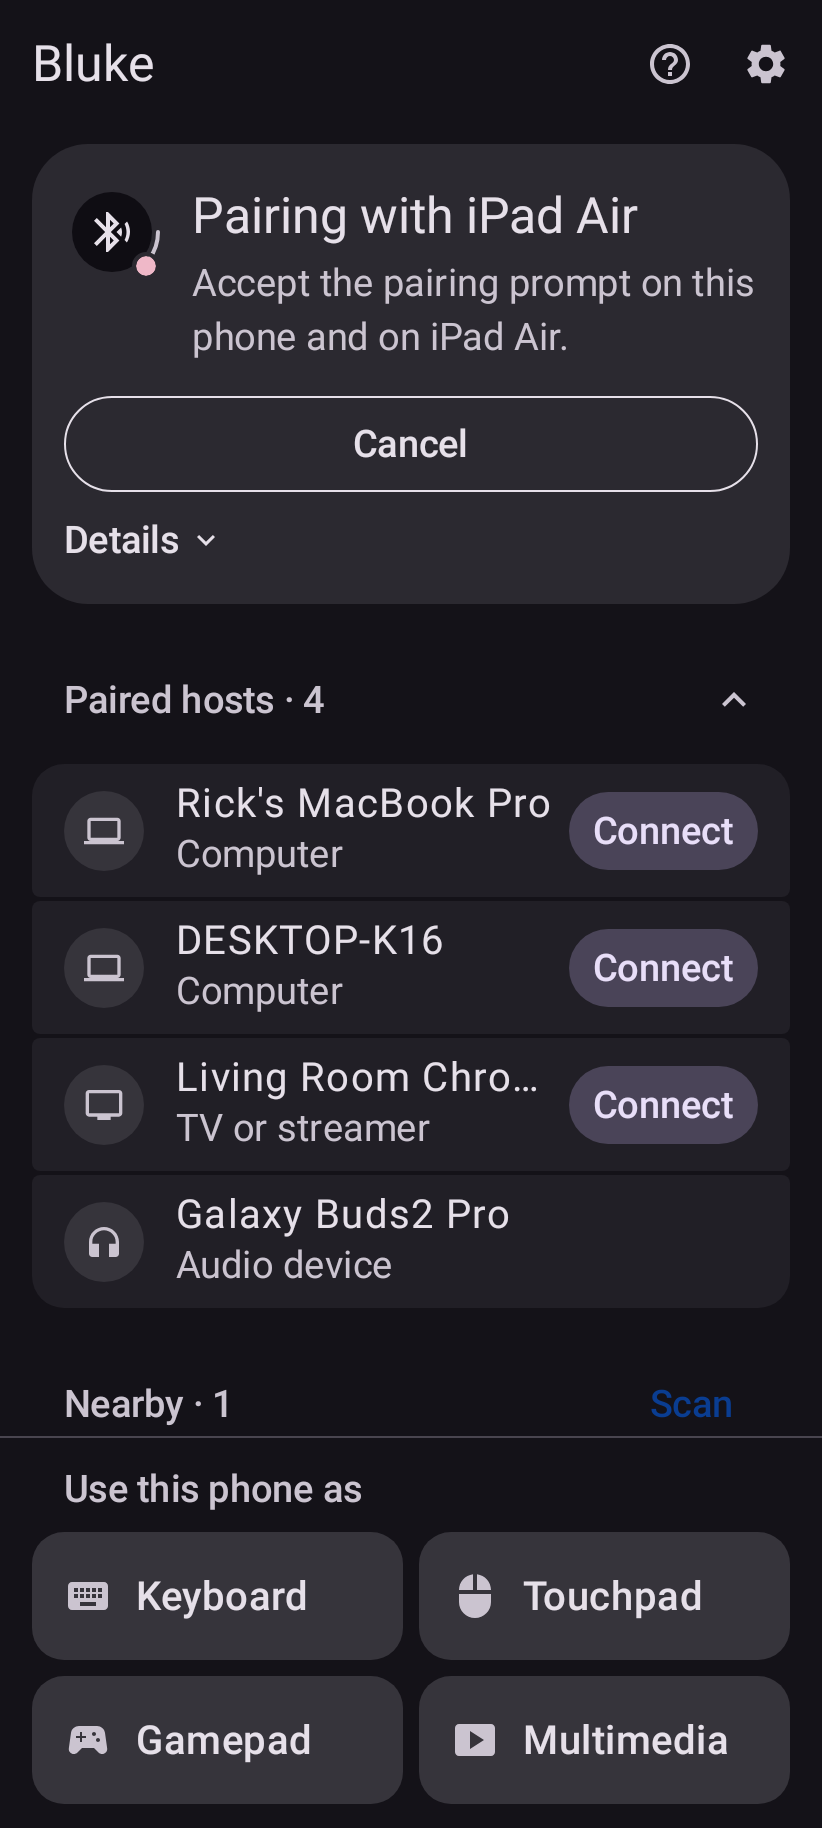 Bluke
Pairing with iPad Air
Accept the pairing prompt on this
phone and on iPad Air.
Cancel
Details
Paired hosts · 4
Rick's MacBook Pro
Computer
Connect
DESKTOP-K16
Computer
Connect
Living Room Chro...
TV or streamer
Connect
Galaxy Buds2 Pro
Audio device
Nearby · 1
Scan
Use this phone as
Keyboard
Touchpad
Gamepad
Multimedia